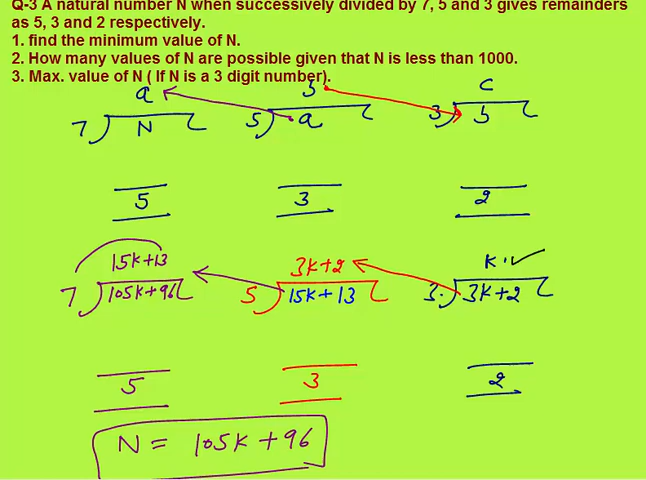 Q-3 A natural number N when successively divided by 7, 5 and 3 gives remainders
as 5, 3 and 2 respectively.
1. find the minimum value of N.
2. How many values of N are possible given that N is less than 1000.
3. Max. value of N ( If N is a 3 digit number).
a b c
7) N 5) a 3) b
5 3 2
15K+13 3K+2 K.
7) 105K+96 5) 15K+13 3.) 3K+2
5 3 2
N = 105K+96